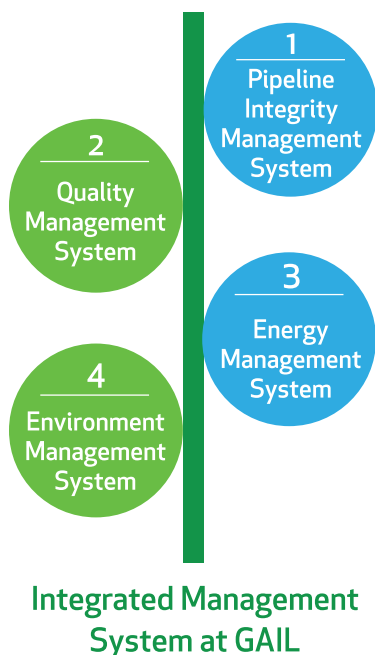 1
Pipeline
Integrity
Management
System
2
Quality
Management
System
3
Energy
Management
System
4
Environment
Management
System
Integrated Management
System at GAIL